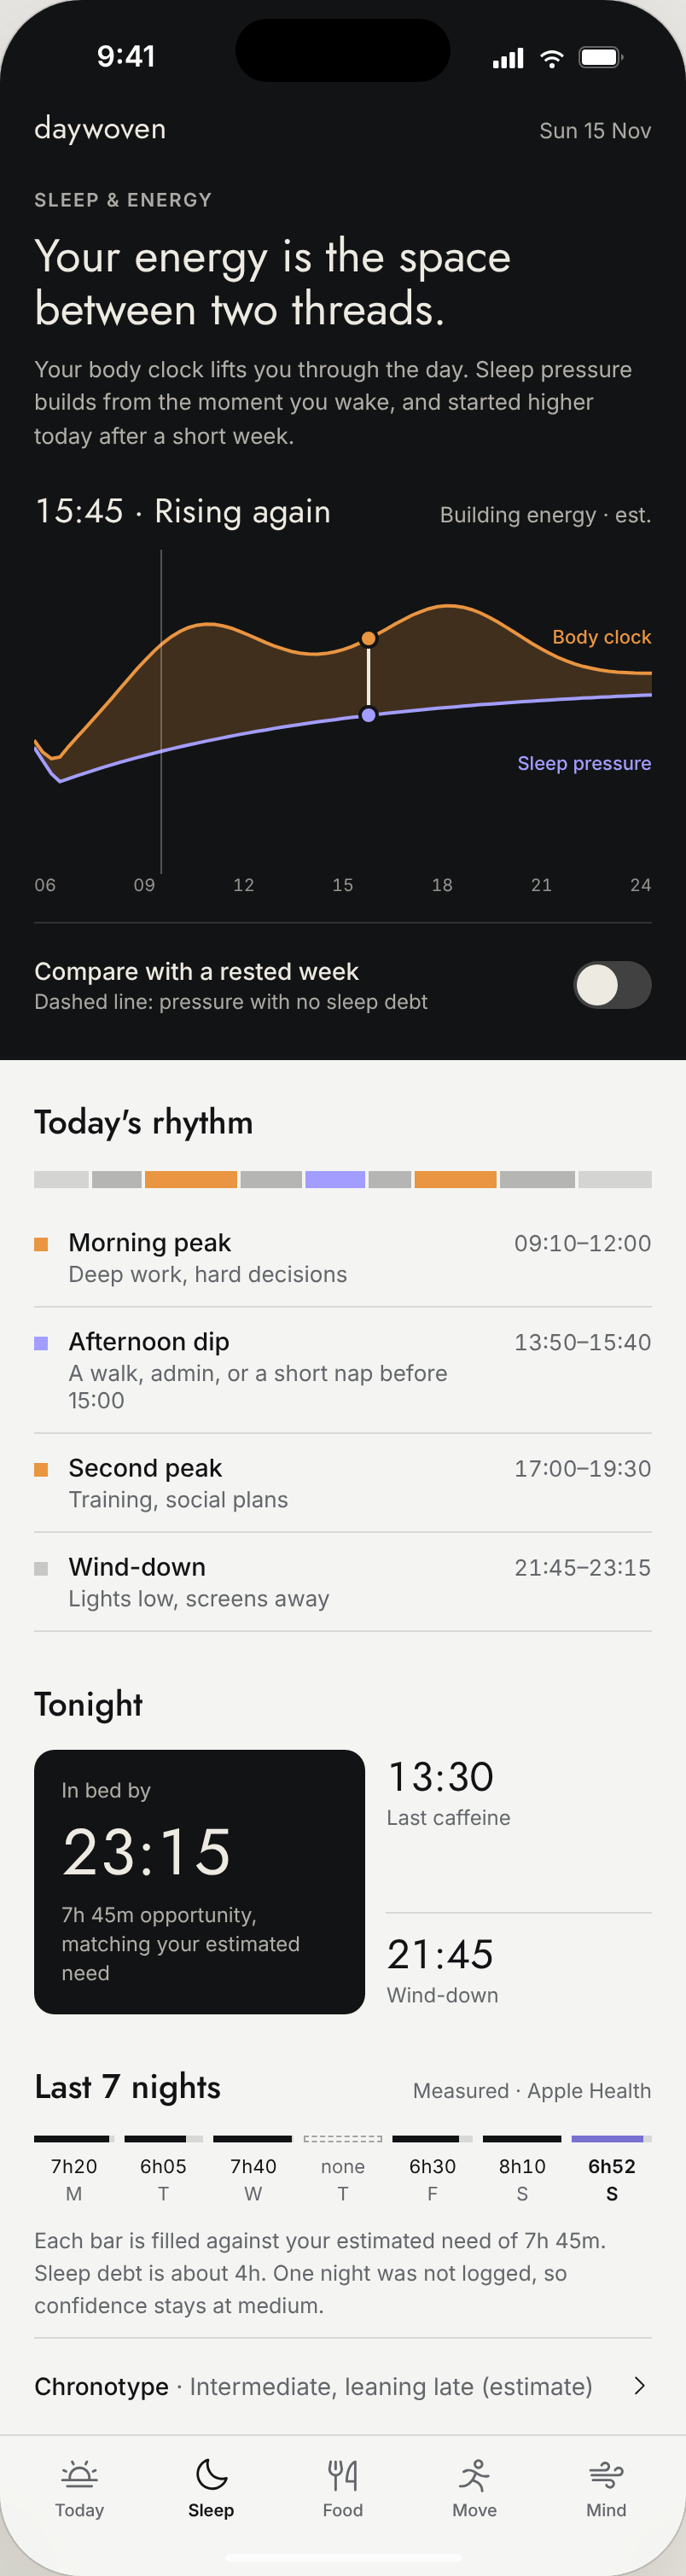 9:41
daywoven
Sun 15 Nov
SLEEP & ENERGY
Your energy is the space
between two threads.
Your body clock lifts you through the day. Sleep pressure
builds from the moment you wake, and started higher
today after a short week.
15:45 · Rising again
Building energy · est.
Body clock
Sleep pressure
06 09 12 15 18 21 24
Compare with a rested week
Dashed line: pressure with no sleep debt
Today's rhythm
Morning peak
09:10–12:00
Deep work, hard decisions
Afternoon dip
13:50–15:40
A walk, admin, or a short nap before
15:00
Second peak
17:00–19:30
Training, social plans
Wind-down
21:45–23:15
Lights low, screens away
Tonight
In bed by
23:15
7h 45m opportunity,
matching your estimated
need
13:30
Last caffeine
21:45
Wind-down
Last 7 nights
Measured · Apple Health
7h20 6h05 7h40 none 6h30 8h10 6h52
M T W T F S S
Each bar is filled against your estimated need of 7h 45m.
Sleep debt is about 4h. One night was not logged, so
confidence stays at medium.
Chronotype · Intermediate, leaning late (estimate)
Today Sleep Food Move Mind